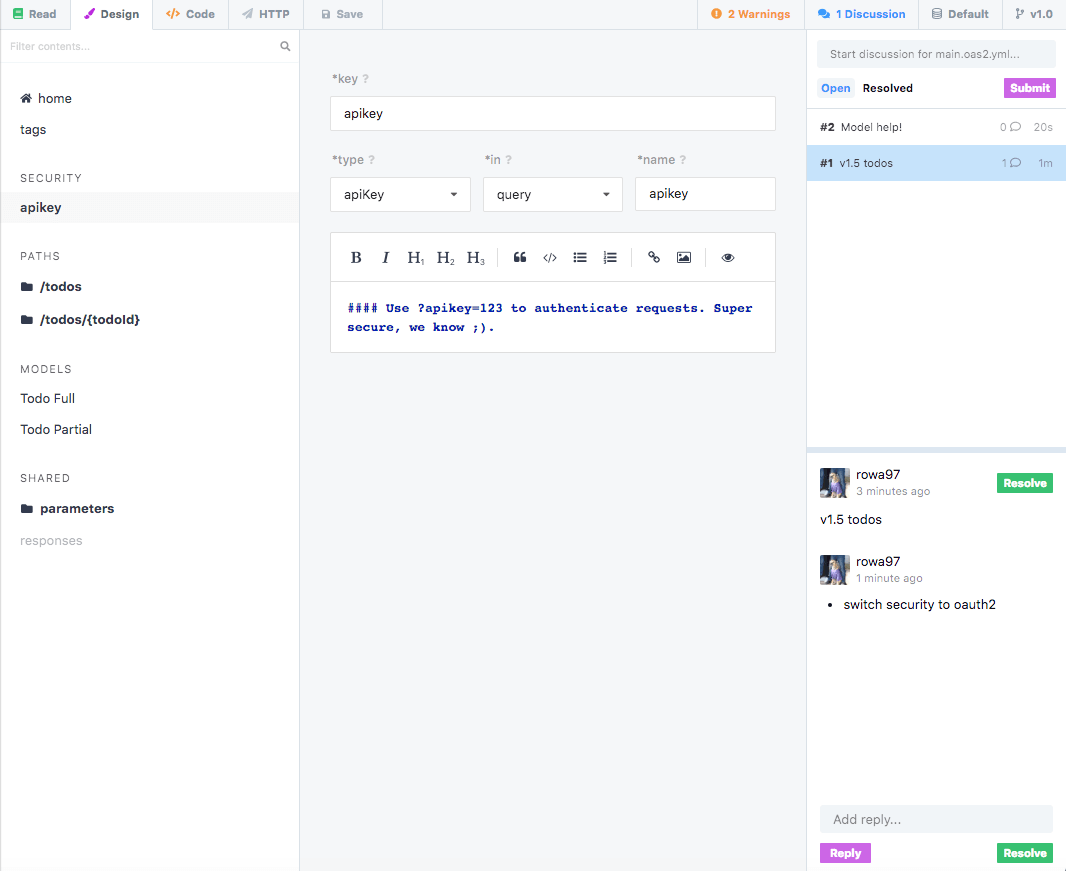 Read Design </> Code HTTP Save 2 Warnings 1 Discussion Default v1.0
Filter contents...
home
tags
SECURITY
apikey
PATHS
/todos
/todos/{todoId}
MODELS
Todo Full
Todo Partial
SHARED
parameters
responses
*key ?
apikey
*type ? *in ? *name ?
apiKey query apikey
B I H1 H2 H3 </>
#### Use ?apikey=123 to authenticate requests. Super
secure, we know ;).
Start discussion for main.oas2.yml...
Open Resolved Submit
#2 Model help! 0 20s
#1 v1.5 todos 1 1m
rowa97
3 minutes ago
Resolve
v1.5 todos
rowa97
1 minute ago
• switch security to oauth2
Add reply...
Reply Resolve